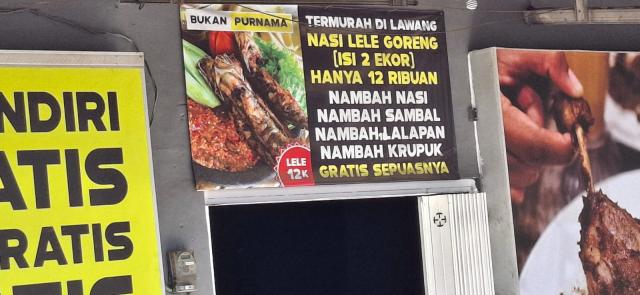 BUKAN PURNAMA
TERMURAH DI LAWANG
NASI LELE GORENG
[ISI 2 EKOR]
HANYA 12 RIBUAN
NAMBAH NASI
NAMBAH SAMBAL
NAMBAH LALAPAN
NAMBAH KRUPUK
GRATIS SEPUASNYA
LELE
12K
NDIRI
ATIS
RATIS